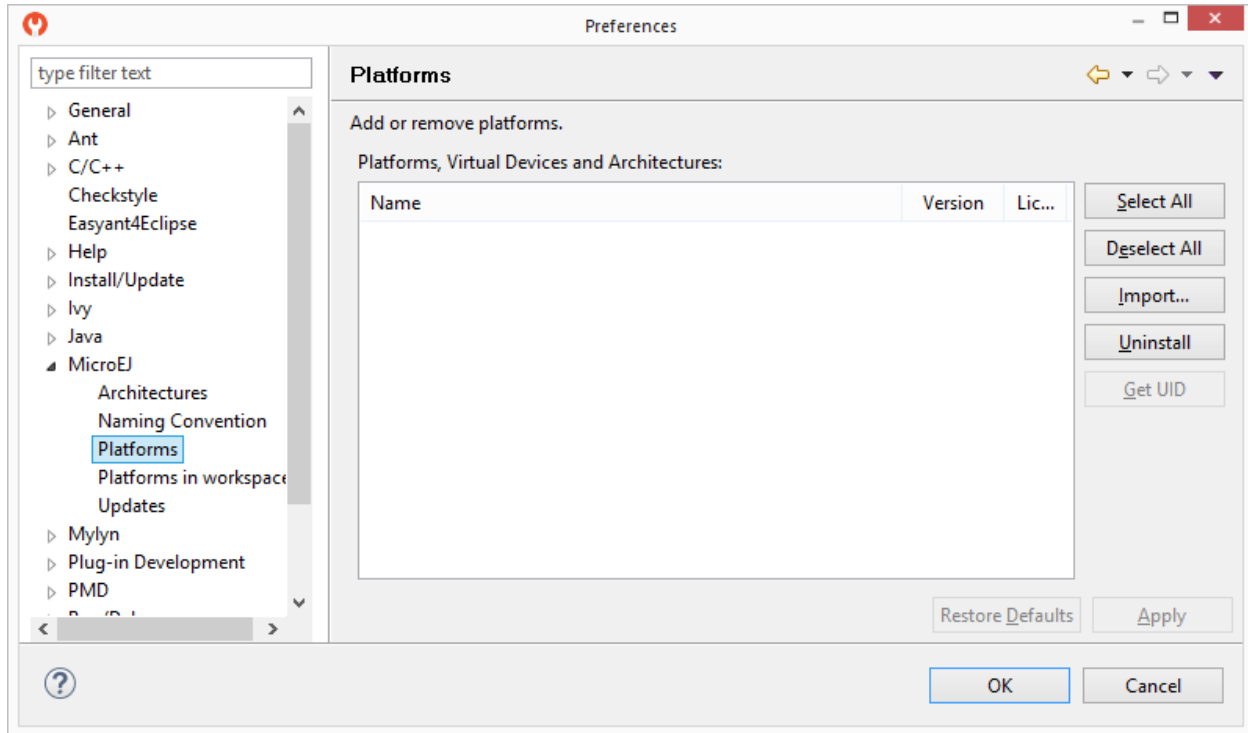 Preferences
type filter text
General
Ant
C/C++
Checkstyle
Easyant4Eclipse
Help
Install/Update
Ivy
Java
MicroEJ
Architectures
Naming Convention
Platforms
Platforms in workspace
Updates
Mylyn
Plug-in Development
PMD
Platforms
Add or remove platforms.
Platforms, Virtual Devices and Architectures:
Name Version Lic...
Select All
Deselect All
Import...
Uninstall
Get UID
Restore Defaults Apply
OK Cancel